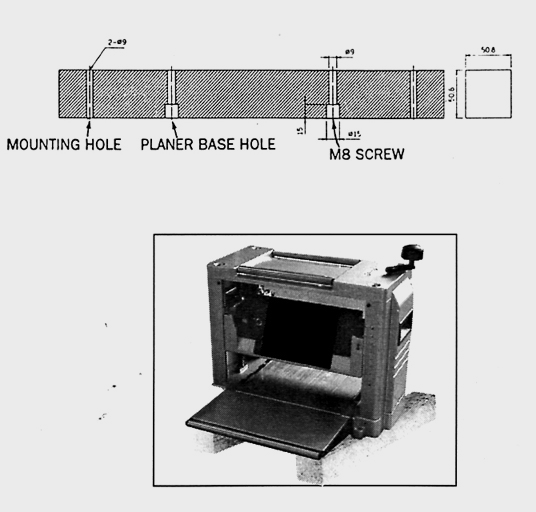 2-ø9
ø9
50.8
50.8
15
ø15
MOUNTING HOLE
PLANER BASE HOLE
M8 SCREW